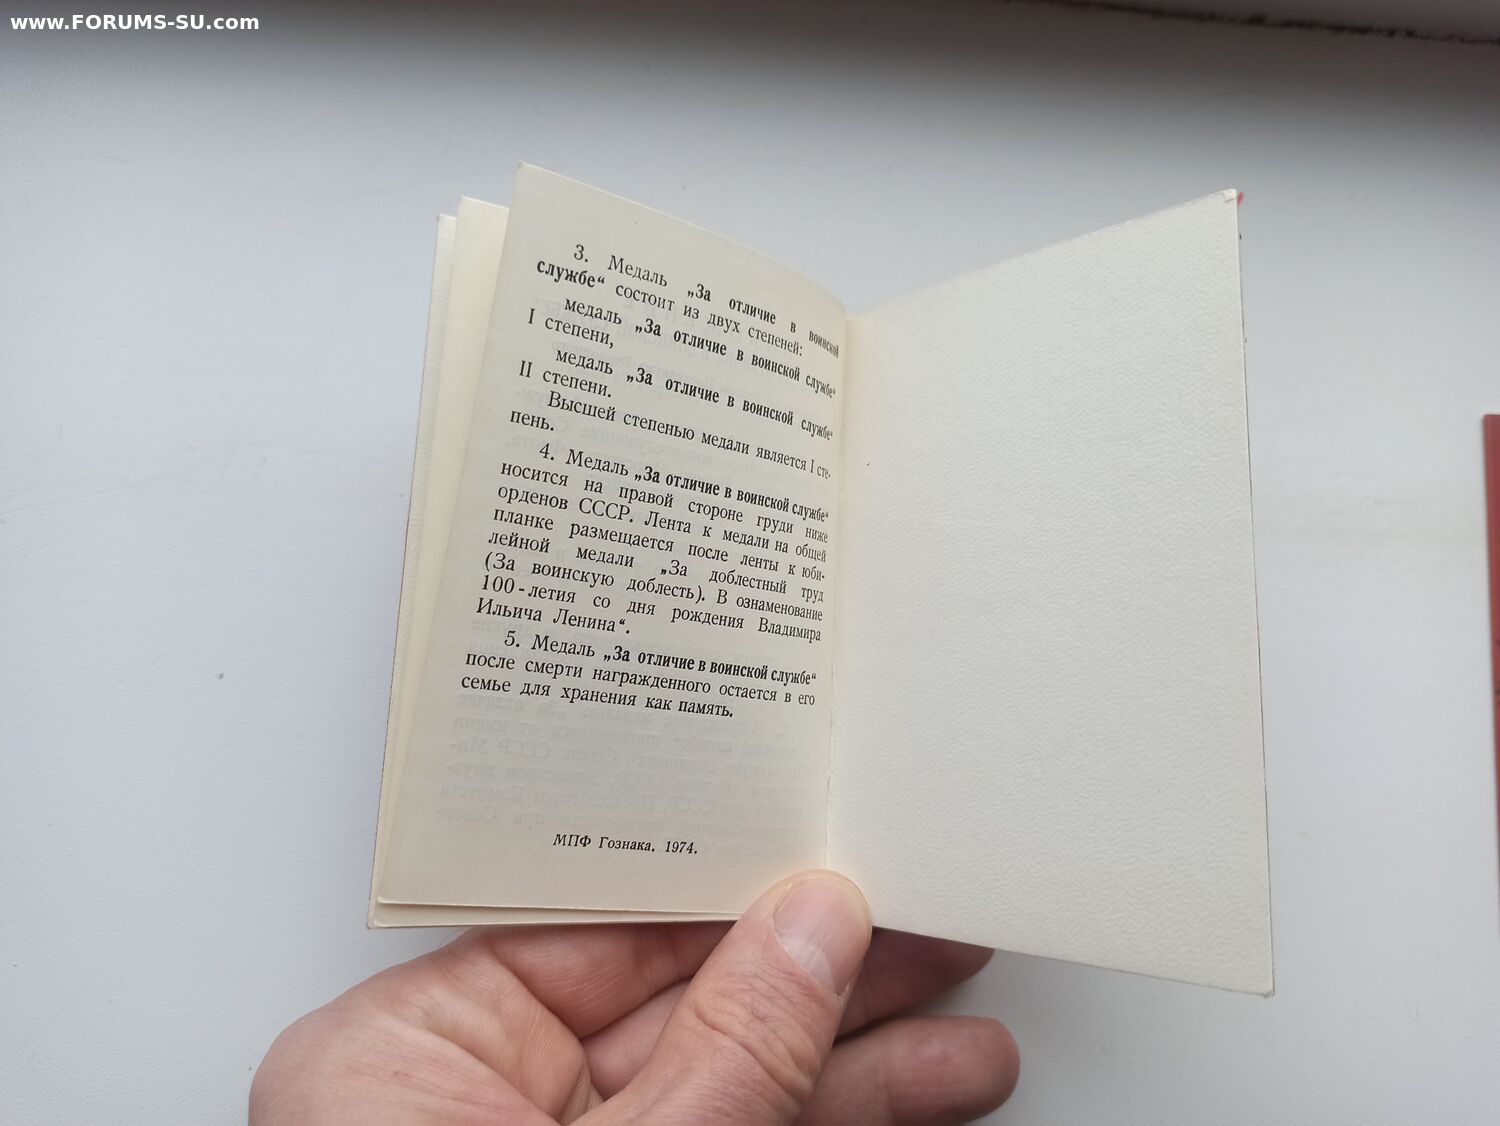 www.FORUMS-SU.com
3. Медаль „За отличие в воинской
службе“ состоит из двух степеней:
медаль „За отличие в воинской службе“
I степени,
медаль „За отличие в воинской службе“
II степени.
Высшей степенью медали является I сте-
пень.
4. Медаль „За отличие в воинской службе“
носится на правой стороне груди ниже
орденов СССР. Лента к медали на общей
планке размещается после ленты к юби-
лейной медали „За доблестный труд
(За воинскую доблесть). В ознаменование
100-летия со дня рождения Владимира
Ильича Ленина“.
5. Медаль „За отличие в воинской службе“
после смерти награжденного остается в его
семье для хранения как память.
МПФ Гознака. 1974.